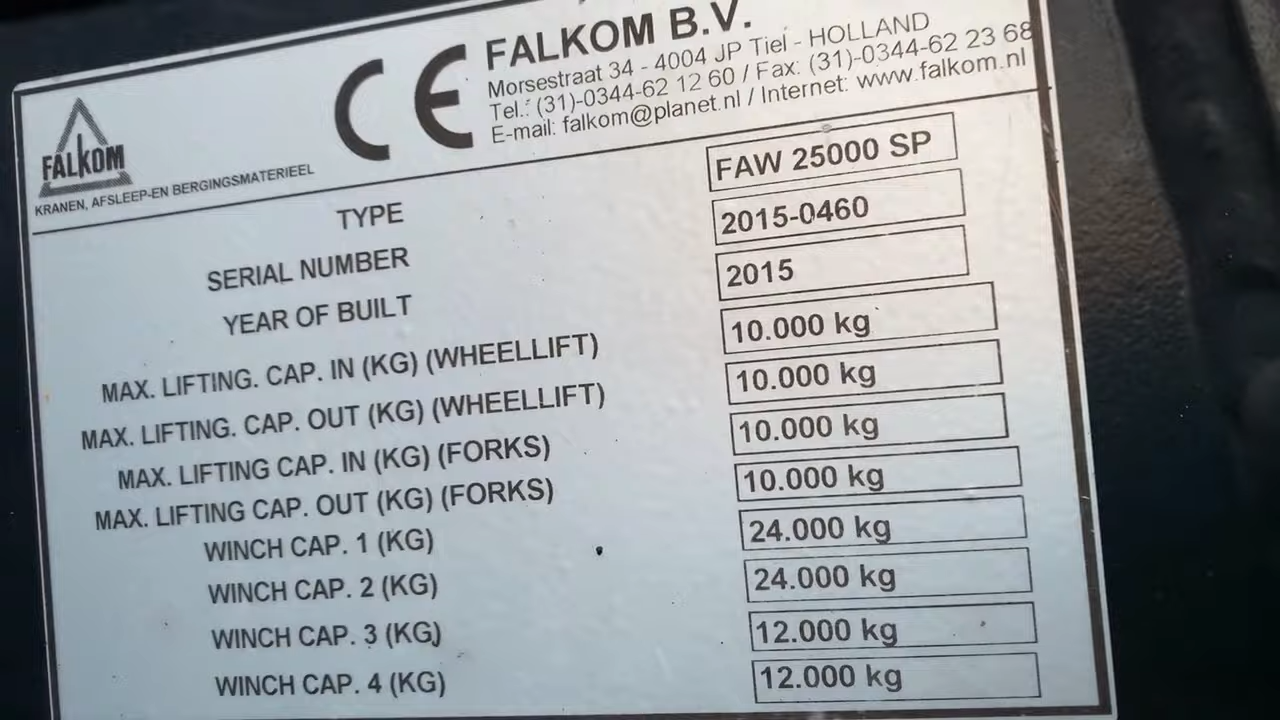 FALKOM
KRANEN, AFSLEEP-EN BERGINGSMATERIEEL
CE
FALKOM B.V.
Morsestraat 34 - 4004 JP Tiel - HOLLAND
Tel.: (31)-0344-62 12 60 / Fax: (31)-0344-62 23 68
E-mail: falkom@planet.nl / Internet: www.falkom.nl
TYPE FAW 25000 SP
SERIAL NUMBER 2015-0460
YEAR OF BUILT 2015
MAX. LIFTING. CAP. IN (KG) (WHEELLIFT) 10.000 kg
MAX. LIFTING. CAP. OUT (KG) (WHEELLIFT) 10.000 kg
MAX. LIFTING CAP. IN (KG) (FORKS) 10.000 kg
MAX. LIFTING CAP. OUT (KG) (FORKS) 10.000 kg
WINCH CAP. 1 (KG) 24.000 kg
WINCH CAP. 2 (KG) 24.000 kg
WINCH CAP. 3 (KG) 12.000 kg
WINCH CAP. 4 (KG) 12.000 kg